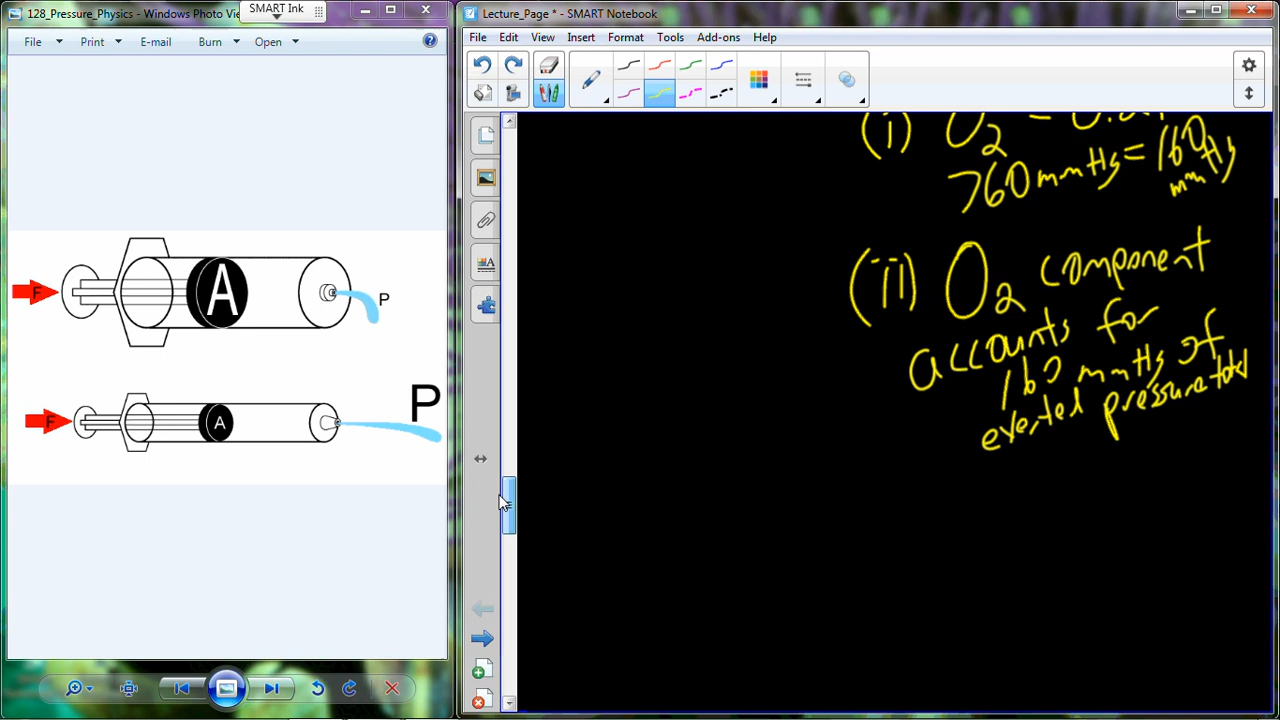 128_Pressure_Physics - Windows Photo Vie
SMART Ink
File Print E-mail Burn Open
F A P
F A P
Lecture_Page * - SMART Notebook
File Edit View Insert Format Tools Add-ons Help
(i) O2 =
760 mmHg = 160 mmHg
(ii) O2 component
accounts for
160 mmHg of
exerted pressure total